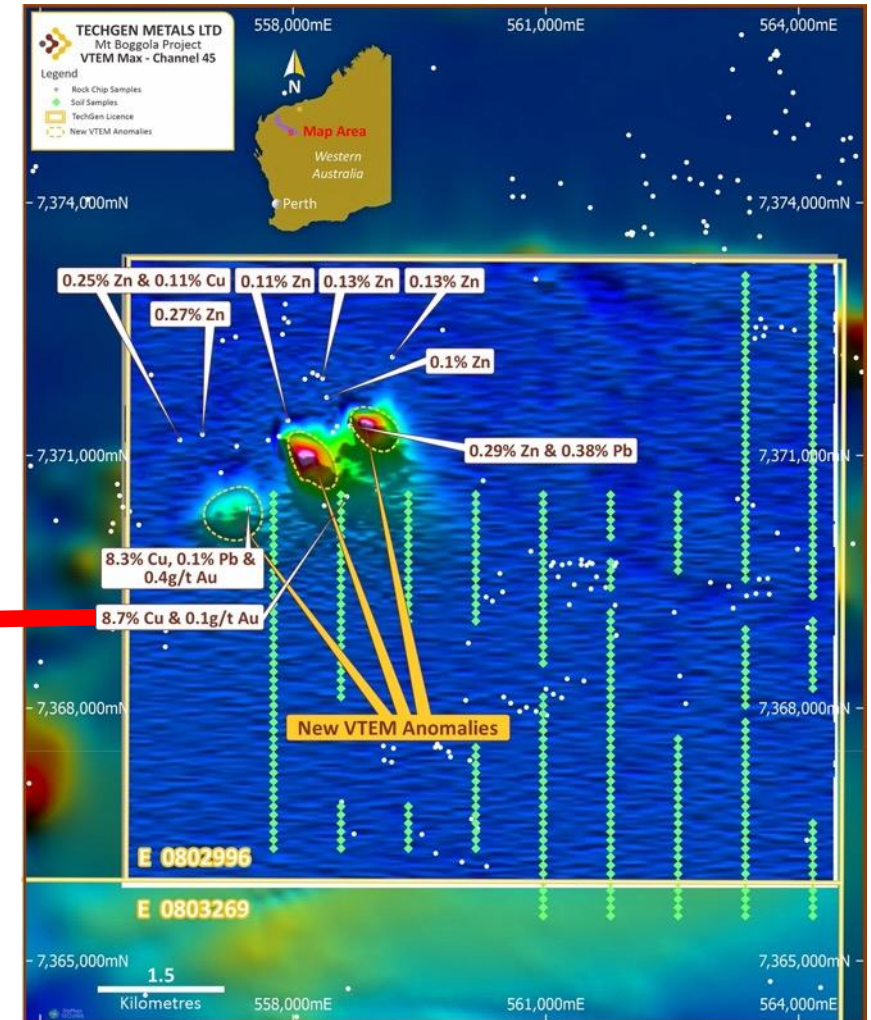 TECHGEN METALS LTD
Mt Boggola Project
VTEM Max - Channel 45
Legend
Rock Chip Samples
Soil Samples
TechGen Licence
New VTEM Anomalies
558,000mE
561,000mE
564,000mE
N
Map Area
Western
Australia
Perth
7,374,000mN
7,374,000mN
0.25% Zn & 0.11% Cu
0.11% Zn
0.13% Zn
0.13% Zn
0.27% Zn
0.1% Zn
7,371,000mN
0.29% Zn & 0.38% Pb
7,371,000mN
8.3% Cu, 0.1% Pb &
0.4g/t Au
8.7% Cu & 0.1g/t Au
7,368,000mN
New VTEM Anomalies
7,368,000mN
E 0802996
E 0803269
7,365,000mN
7,365,000mN
1.5
Kilometres
558,000mE
561,000mE
564,000mE